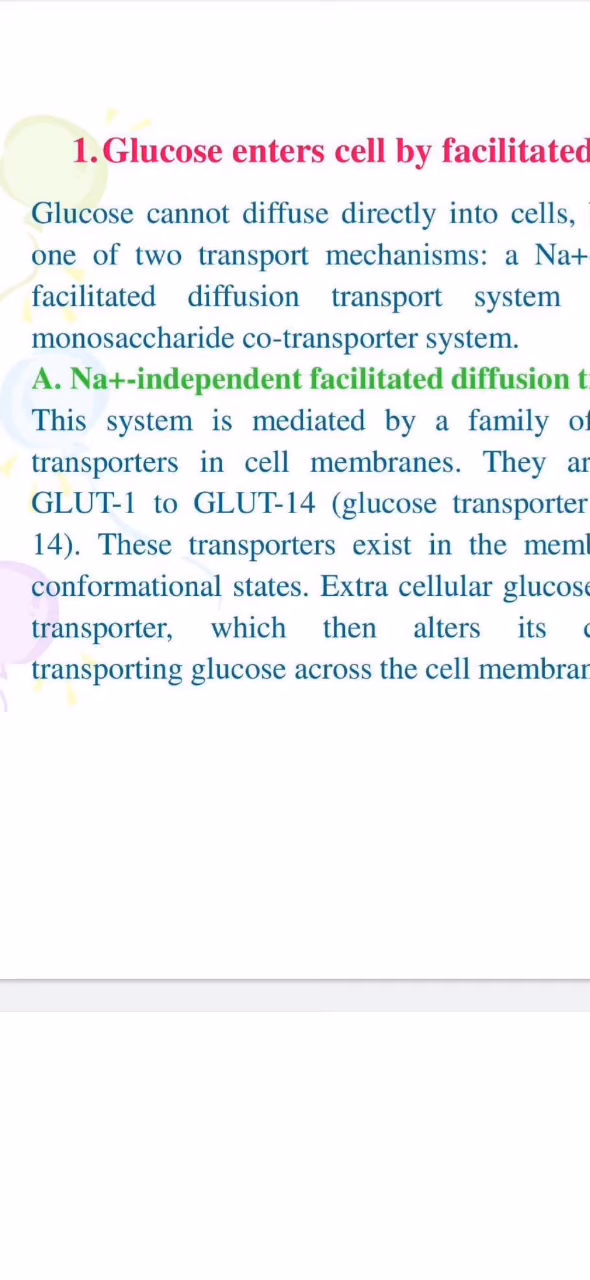 1. Glucose enters cell by facilitated
Glucose cannot diffuse directly into cells,
one of two transport mechanisms: a Na+-
facilitated diffusion transport system
monosaccharide co-transporter system.
A. Na+-independent facilitated diffusion
This system is mediated by a family of
transporters in cell membranes. They
GLUT-1 to GLUT-14 (glucose transporter
14). These transporters exist in the
conformational states. Extra cellular glucose
transporter, which then alters its
transporting glucose across the cell